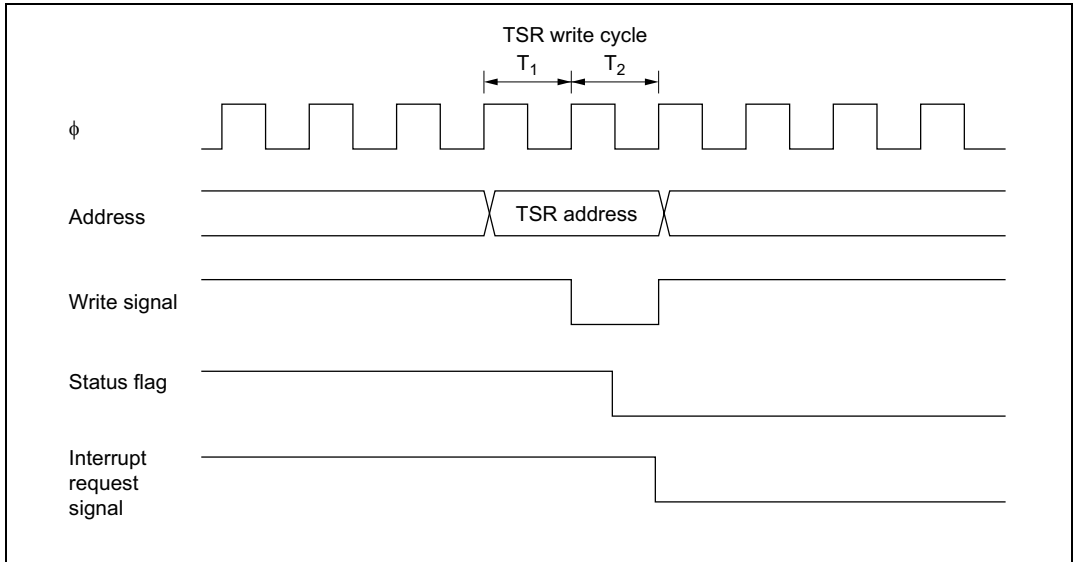 TSR write cycle
T1 T2
ϕ
Address
TSR address
Write signal
Status flag
Interrupt
request
signal